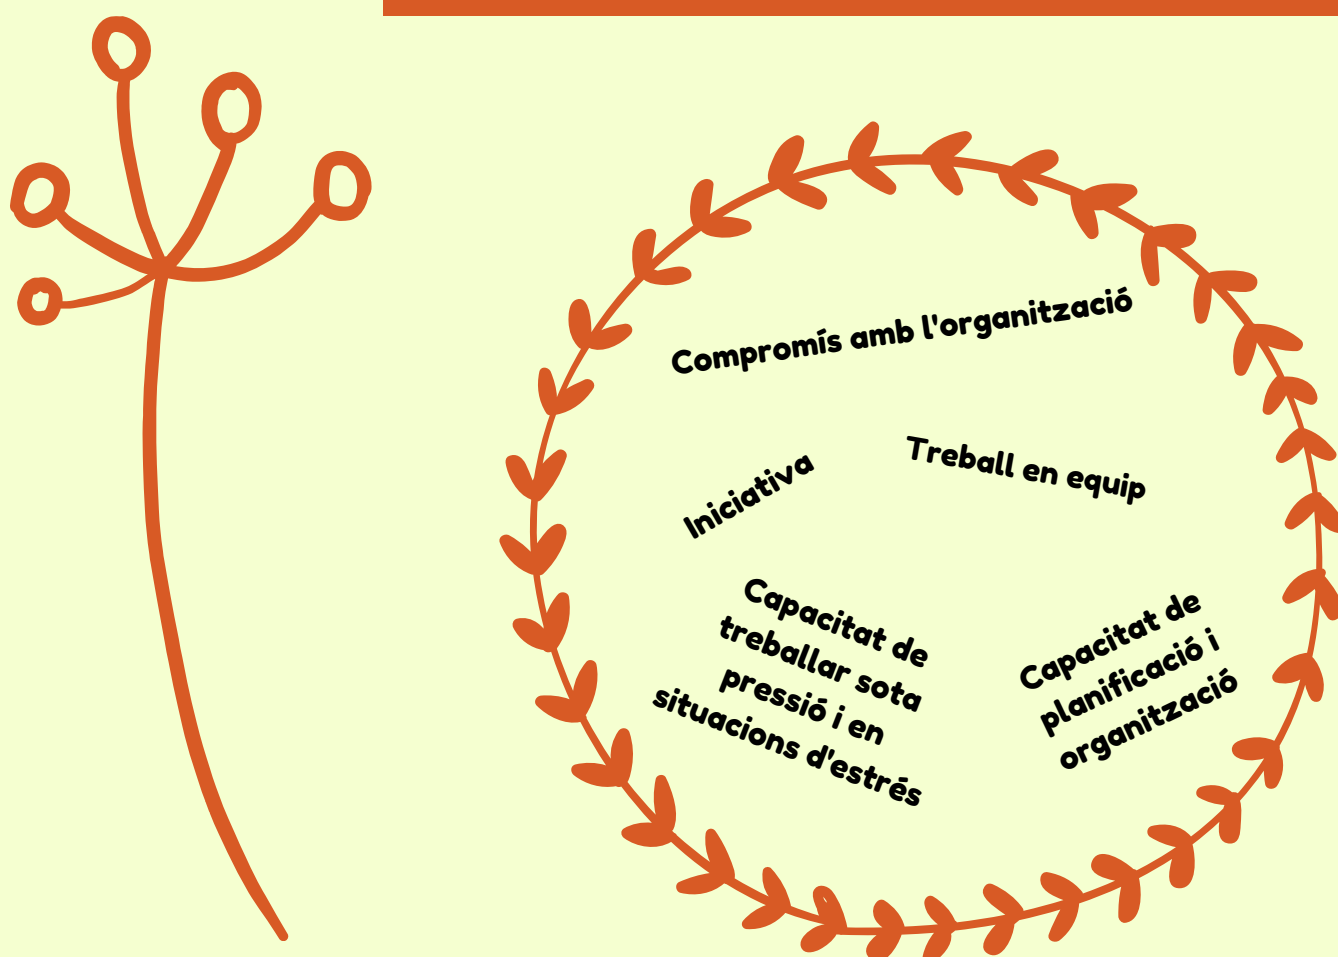 Compromís amb l'organització
Iniciativa
Treball en equip
Capacitat de
treballar sota
pressió i en
situacions d'estrés
Capacitat de
planificació i
organització